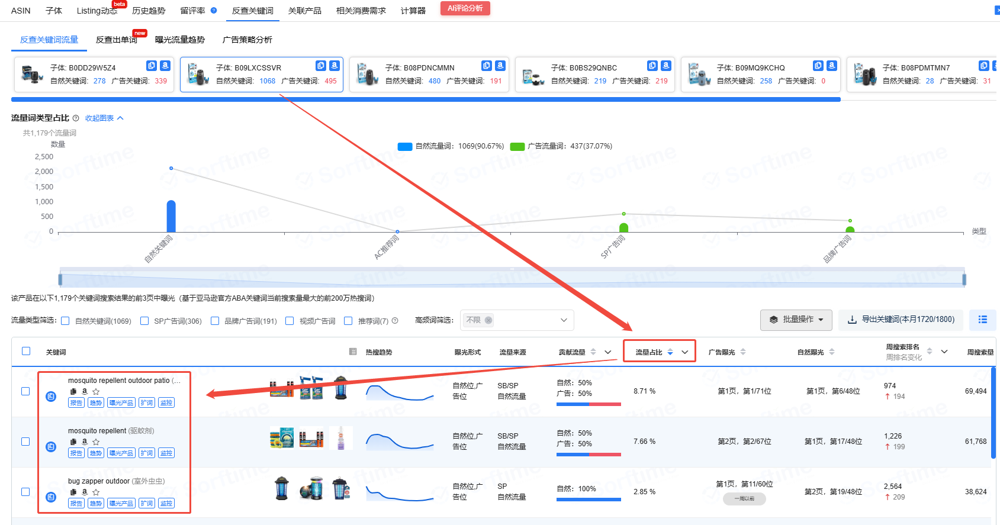 ASIN 子体 Listing动态 beta 历史趋势 留评率 反查关键词 关联产品 相关消费需求 计算器 AI评论分析
反查关键词流量 反查出单词 new 曝光流量趋势 广告策略分析
子体: B0DD29W5Z4
自然关键词: 278 广告关键词: 339
子体: B09LXCSSVR
自然关键词: 1068 广告关键词: 495
子体: B08PDNCMMN
自然关键词: 480 广告关键词: 191
子体: B0BS29QNBC
自然关键词: 219 广告关键词: 219
子体: B09MQ9KCHQ
自然关键词: 258 广告关键词: 0
子体: B08PDMTMN7
自然关键词: 28 广告关键词: 31
流量词类型占比 收起图表
共1,179个流量词
数量
自然流量词: 1069(90.67%) 广告流量词: 437(37.07%)
2,500
2,000
1,500
1,000
500
0
类型
自然关键词 AC推荐词 SP广告词 品牌广告词
Sorftime
该产品在以下1,179个关键词搜索结果的前3页中曝光（基于亚马逊官方ABA关键词当前搜索量最大的前200万热搜词）
流量类型筛选: 自然关键词(1069) SP广告词(306) 品牌广告词(191) 视频广告词 推荐词(7) 高频词筛选: 不限 批量操作 导出关键词(本月1720/1800)
关键词 热搜趋势 曝光形式 流量来源 贡献流量 流量占比 广告曝光 自然曝光 周搜索排名 周排名变化 周搜索量
mosquito repellent outdoor patio (...
报告 趋势 曝光产品 扩词 监控
自然位,广告位
SB/SP
自然流量
自然: 50%
广告: 50%
8.71 %
第1页，第1/71位
第1页，第6/48位
974
↑ 194
69,494
mosquito repellent (驱蚊剂)
报告 趋势 曝光产品 扩词 监控
自然位,广告位
SB/SP
自然流量
自然: 50%
广告: 50%
7.66 %
第2页，第2/67位
第1页，第17/48位
1,226
↑ 199
61,768
bug zapper outdoor (室外虫虫)
报告 趋势 曝光产品 扩词 监控
自然位,广告位
SP
自然流量
自然: 100%
2.85 %
第1页，第11/60位
一周以前
第2页，第19/48位
2,564
↑ 209
38,624